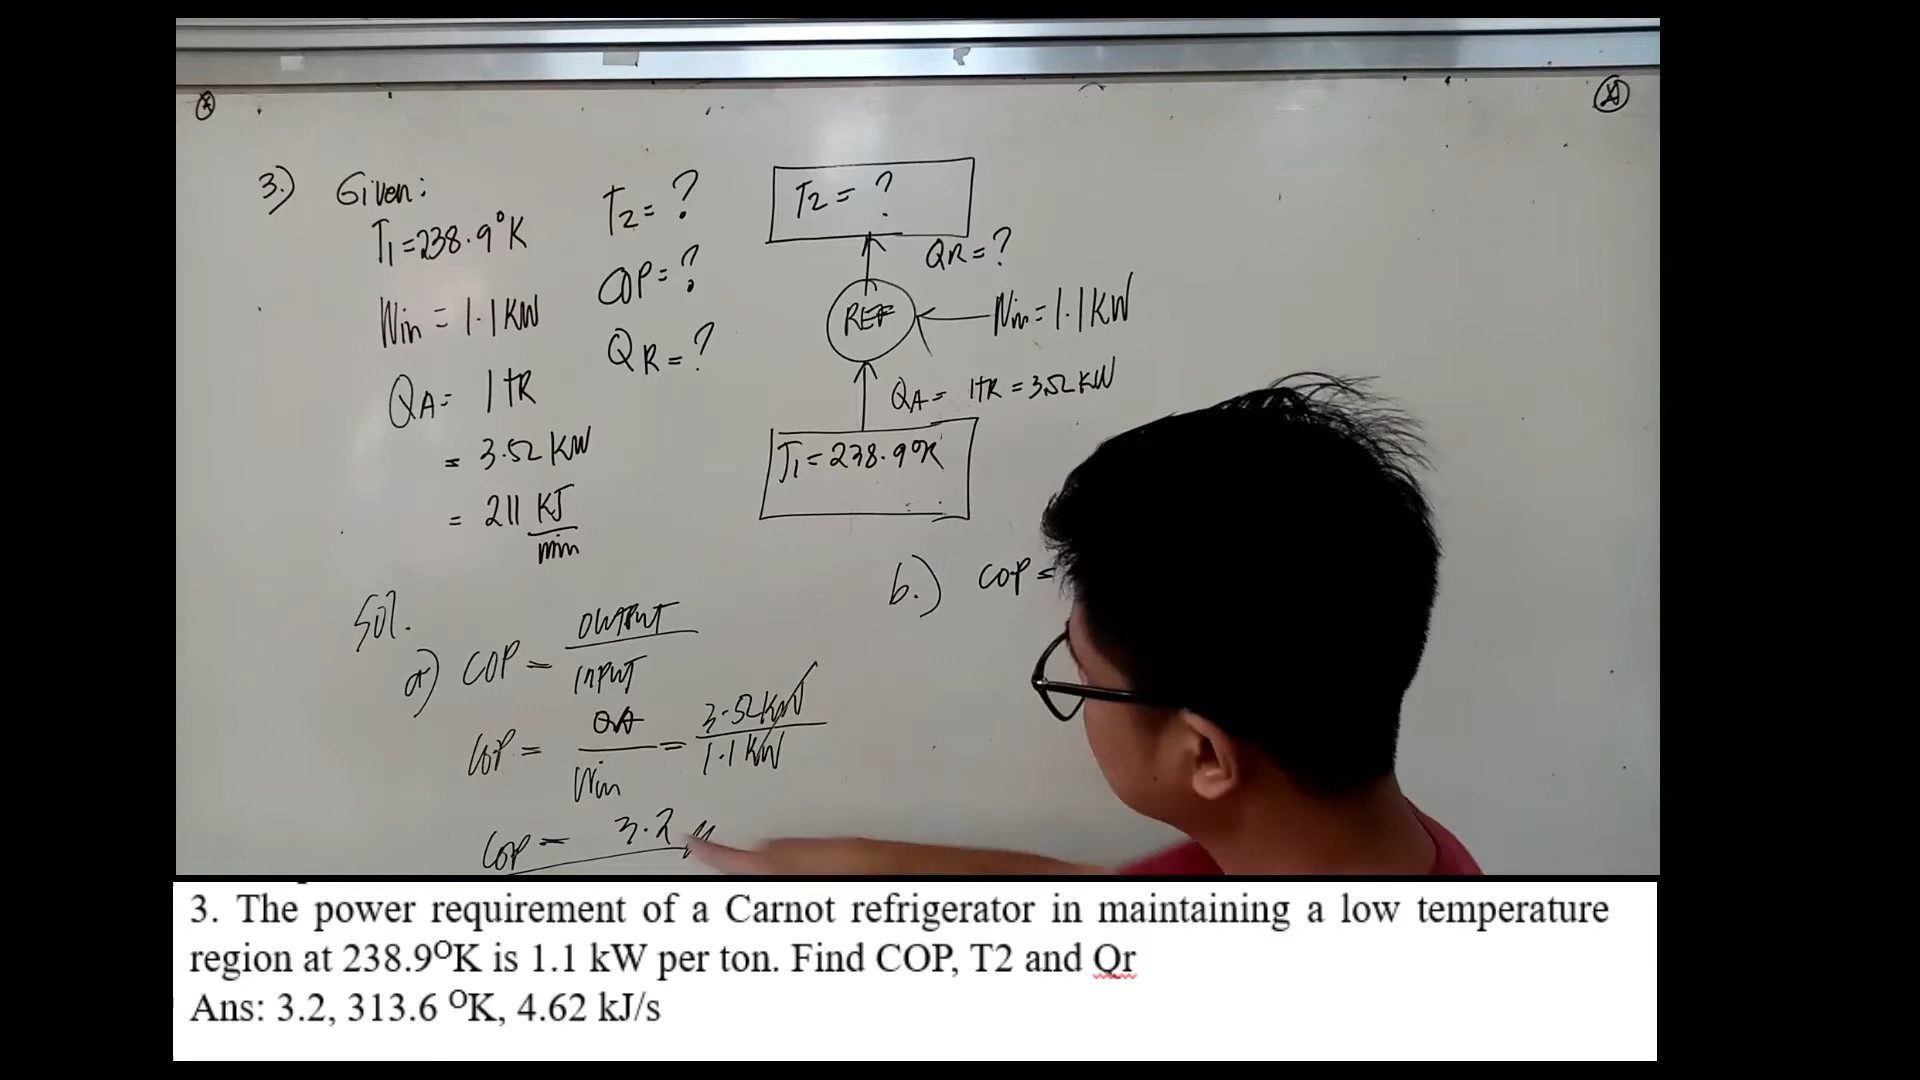 3.) Given:
T1=238.9°K
Win = 1.1 KW
QA= 1TR
= 3.52 KW
= 211 KJ/min
T2= ?
COP= ?
QR= ?
T2= ?
QR= ?
REF
Win= 1.1 KW
QA= 1TR = 3.52 KW
T1= 238.9°K
Sol.
a) COP = OUTPUT/INPUT
COP = QA/Win = 3.52 KW/1.1 KW
COP = 3.2
b.) COP =
3. The power requirement of a Carnot refrigerator in maintaining a low temperature
region at 238.9°K is 1.1 kW per ton. Find COP, T2 and Qr
Ans: 3.2, 313.6 °K, 4.62 kJ/s